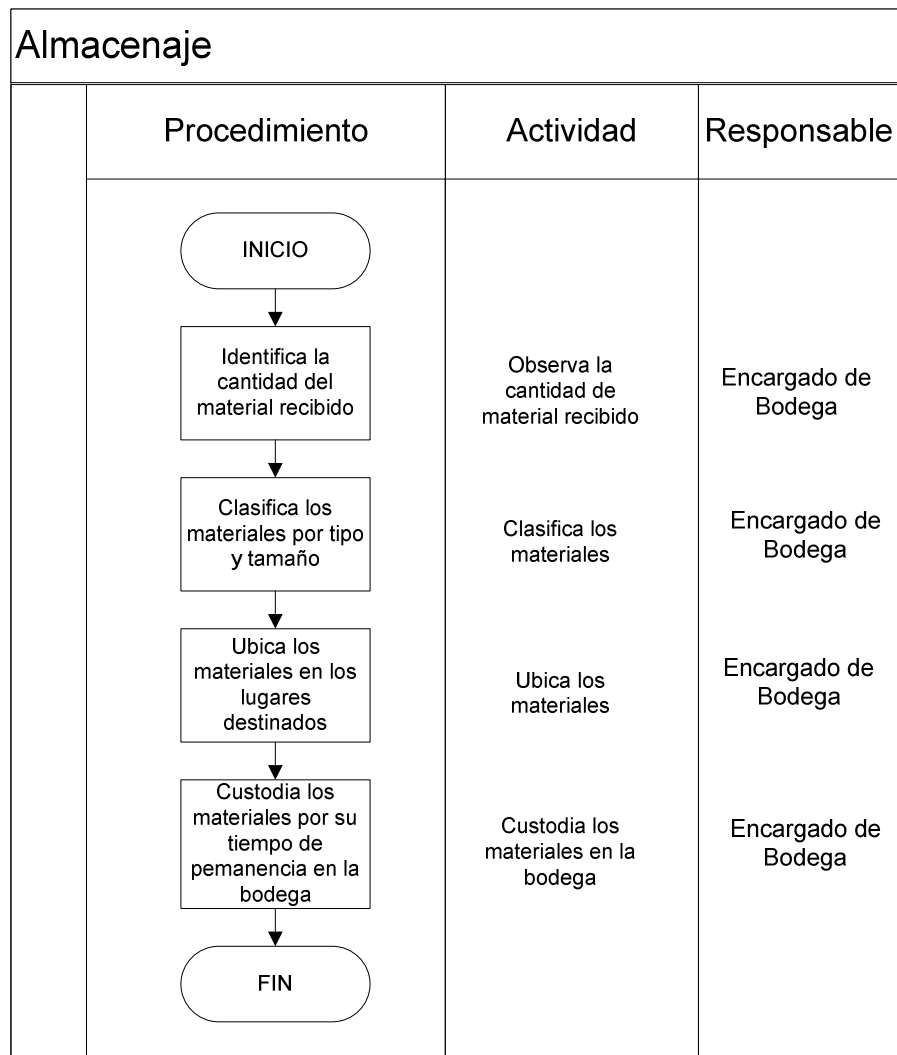 Almacenaje
Procedimiento
Actividad
Responsable
INICIO
Identifica la
cantidad del
material recibido
Observa la
cantidad de
material recibido
Encargado de
Bodega
Clasifica los
materiales por tipo
y tamaño
Clasifica los
materiales
Encargado de
Bodega
Ubica los
materiales en los
lugares
destinados
Ubica los
materiales
Encargado de
Bodega
Custodia los
materiales por su
tiempo de
pemanencia en la
bodega
Custodia los
materiales en la
bodega
Encargado de
Bodega
FIN